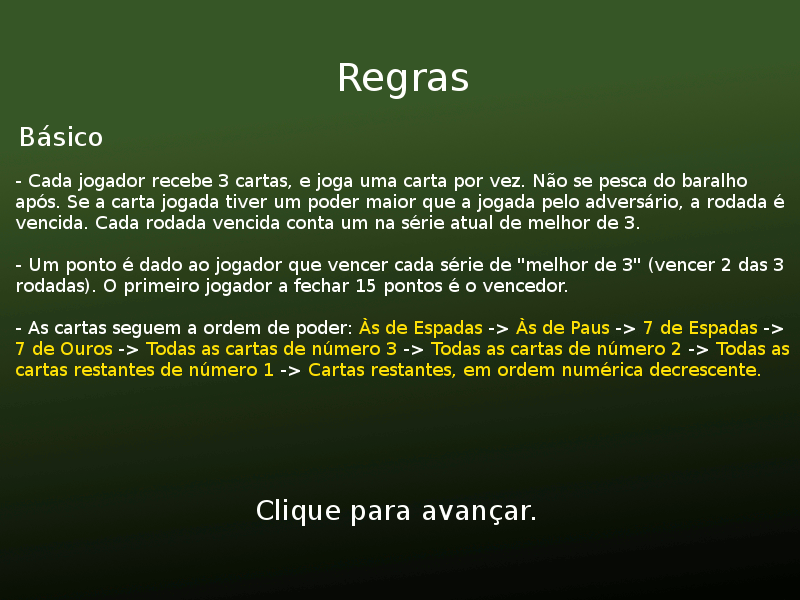 Regras
Básico
- Cada jogador recebe 3 cartas, e joga uma carta por vez. Não se pesca do baralho
após. Se a carta jogada tiver um poder maior que a jogada pelo adversário, a rodada é
vencida. Cada rodada vencida conta um na série atual de melhor de 3.
- Um ponto é dado ao jogador que vencer cada série de "melhor de 3" (vencer 2 das 3
rodadas). O primeiro jogador a fechar 15 pontos é o vencedor.
- As cartas seguem a ordem de poder: Às de Espadas -> Às de Paus -> 7 de Espadas ->
7 de Ouros -> Todas as cartas de número 3 -> Todas as cartas de número 2 -> Todas as
cartas restantes de número 1 -> Cartas restantes, em ordem numérica decrescente.
Clique para avançar.